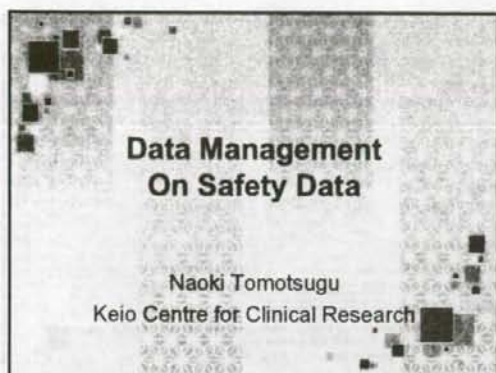 Data Management
On Safety Data
Naoki Tomotsugu
Keio Centre for Clinical Research